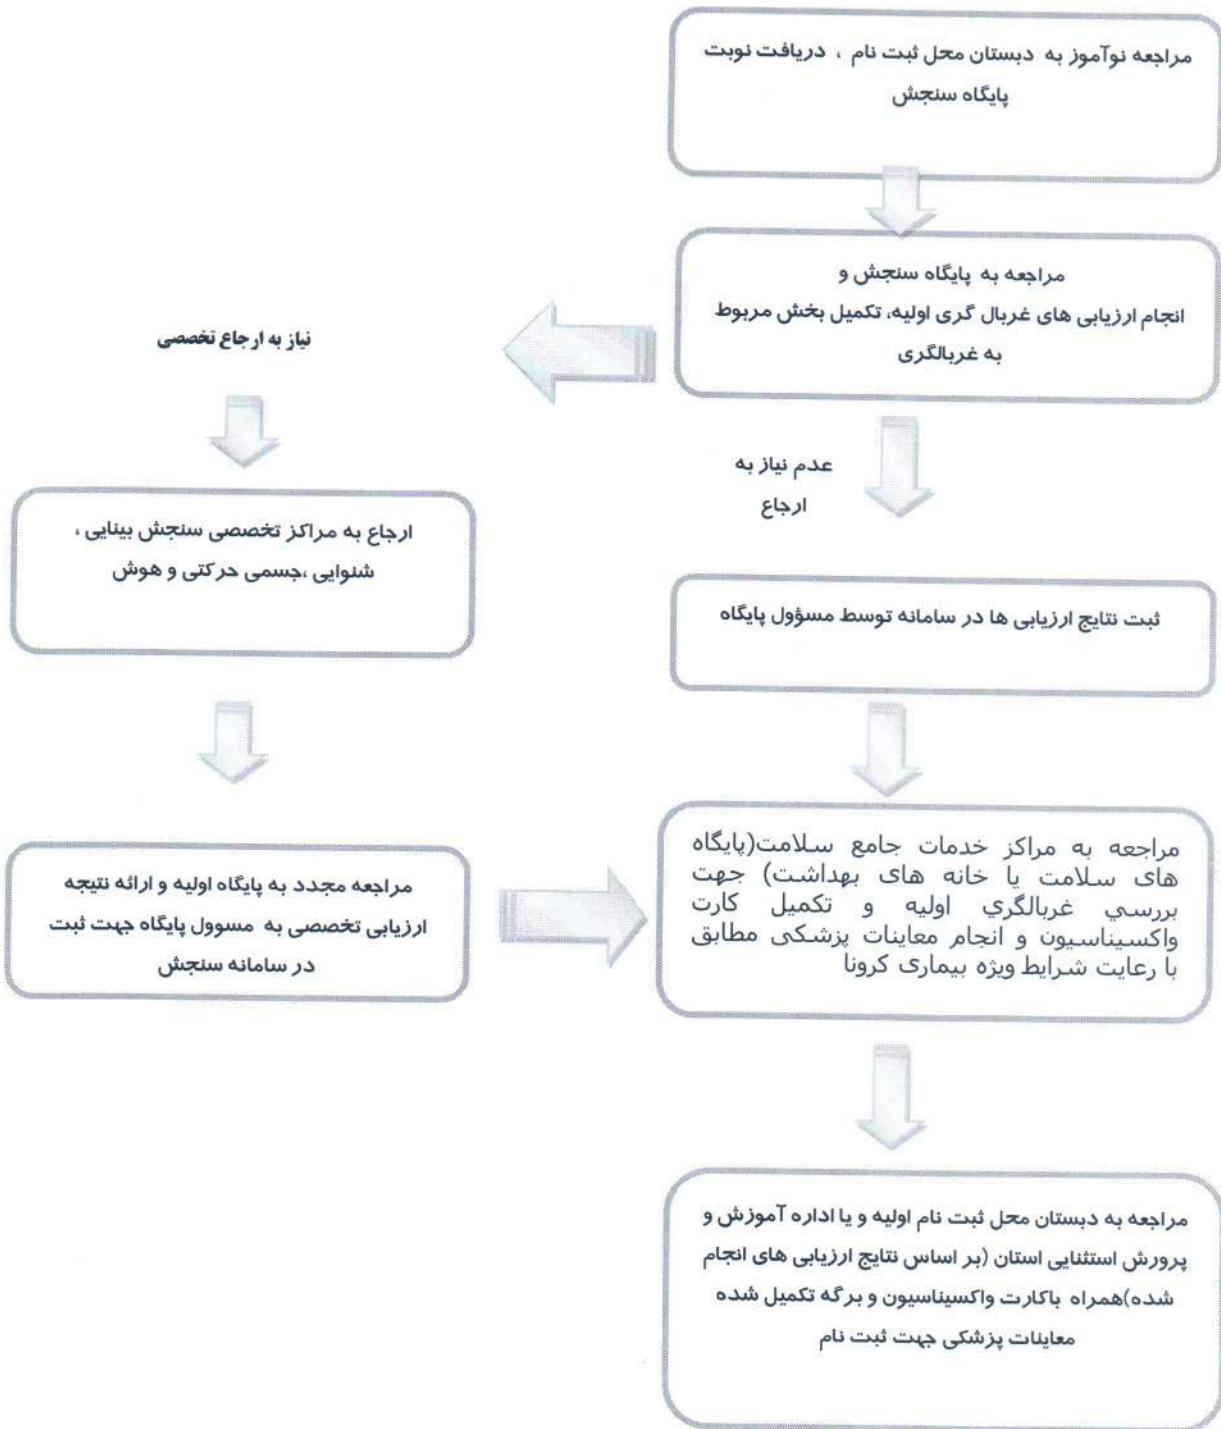 مراجعه نوآموز به دبستان محل ثبت نام ، دریافت نوبت
پایگاه سنجش
مراجعه به پایگاه سنجش و
انجام ارزیابی های غربال گری اولیه، تکمیل بخش مربوط
به غربالگری
نیاز به ارجاع تخصصی
عدم نیاز به
ارجاع
ارجاع به مراکز تخصصی سنجش بینایی ،
شنوایی ،جسمی حرکتی و هوش
ثبت نتایج ارزیابی ها در سامانه توسط مسؤول پایگاه
مراجعه مجدد به پایگاه اولیه و ارائه نتیجه
ارزیابی تخصصی به مسوول پایگاه جهت ثبت
در سامانه سنجش
مراجعه به مراکز خدمات جامع سلامت(پایگاه
های سلامت یا خانه های بهداشت) جهت
بررسي غربالگري اولیه و تکمیل کارت
واکسیناسیون و انجام معاینات پزشکی مطابق
با رعایت شرایط ویژه بیماری کرونا
مراجعه به دبستان محل ثبت نام اولیه و یا اداره آموزش و
پرورش استثنایی استان (بر اساس نتایج ارزیابی های انجام
شده)همراه باکارت واکسیناسیون و برگه تکمیل شده
معاینات پزشکی جهت ثبت نام